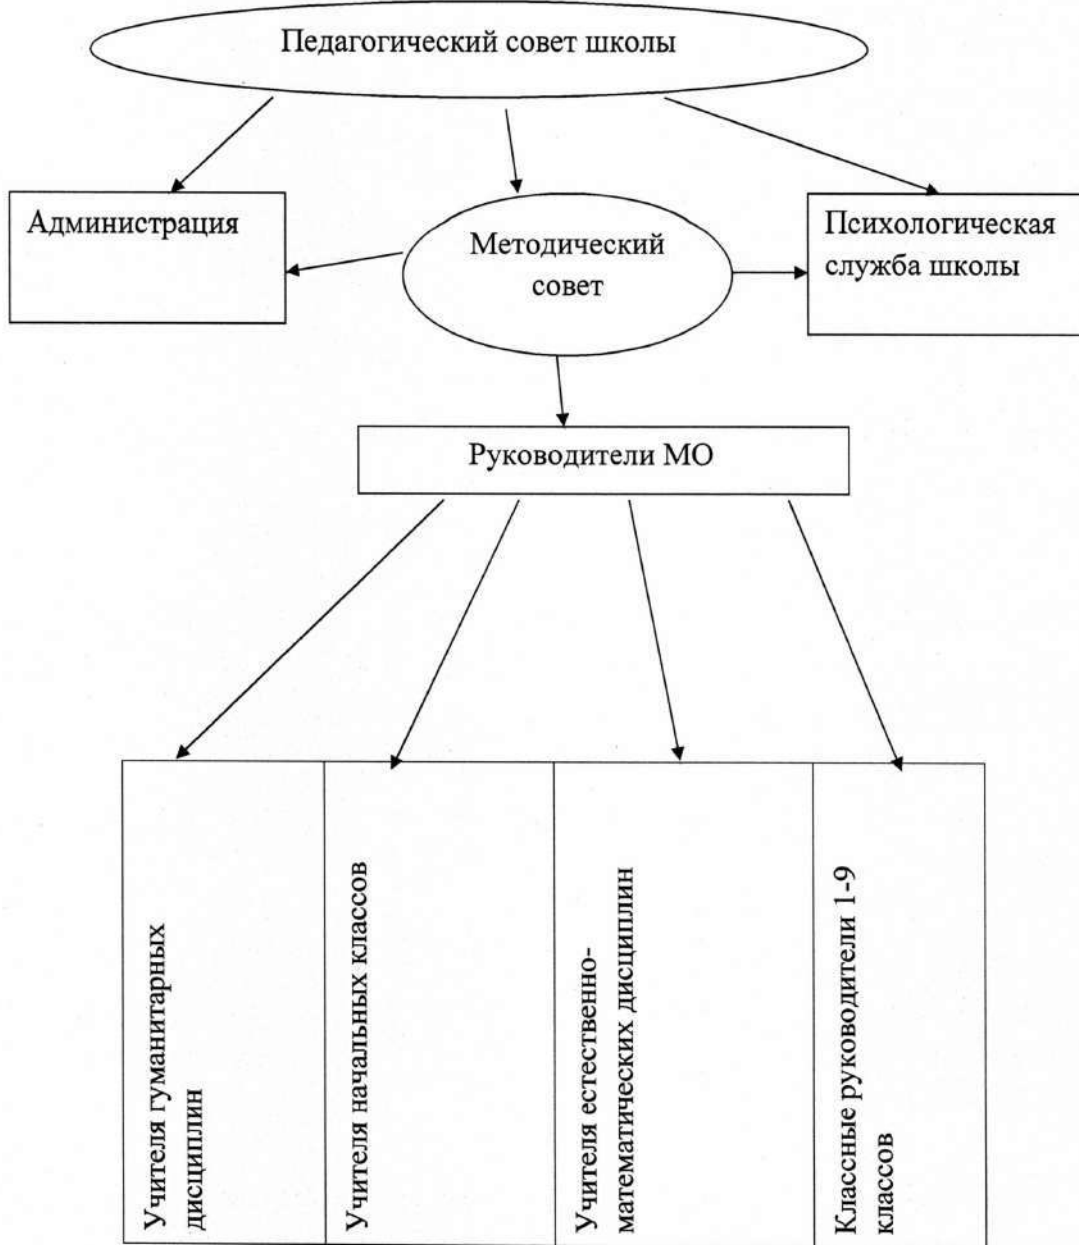 Педагогический совет школы
Администрация
Методический
совет
Психологическая
служба школы
Руководители МО
Учителя гуманитарных
дисциплин
Учителя начальных классов
Учителя естественно-
математических дисциплин
Классные руководители 1-9
классов